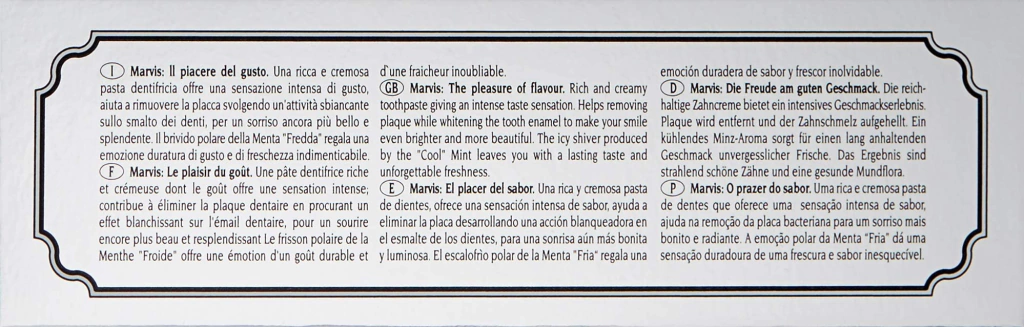 I Marvis: Il piacere del gusto. Una ricca e cremosa
pasta dentifricia offre una sensazione intensa di gusto,
aiuta a rimuovere la placca svolgendo un'attività sbiancante
sullo smalto dei denti, per un sorriso ancora più bello e
splendente. Il brivido polare della Menta "Fredda" regala una
emozione duratura di gusto e di freschezza indimenticabile.
F Marvis: Le plaisir du goût. Une pâte dentifrice riche
et crémeuse dont le goût offre une sensation intense;
contribue à éliminer la plaque dentaire en procurant un
effet blanchissant sur l'émail dentaire, pour un sourire
encore plus beau et resplendissant Le frisson polaire de la
Menthe "Froide" offre une émotion d'un goût durable et
d'une fraicheur inoubliable.
GB Marvis: The pleasure of flavour. Rich and creamy
toothpaste giving an intense taste sensation. Helps removing
plaque while whitening the tooth enamel to make your smile
even brighter and more beautiful. The icy shiver produced
by the "Cool" Mint leaves you with a lasting taste and
unforgettable freshness.
E Marvis: El placer del sabor. Una rica y cremosa pasta
de dientes, ofrece una sensación intensa de sabor, ayuda a
eliminar la placa desarrollando una acción blanqueadora en
el esmalte de los dientes, para una sonrisa aún más bonita
y luminosa. El escalofrio polar de la Menta "Fria" regala una
emoción duradera de sabor y frescor inolvidable.
D Marvis: Die Freude am guten Geschmack. Die reich-
haltige Zahncreme bietet ein intensives Geschmackserlebnis.
Plaque wird entfernt und der Zahnschmelz aufgehellt. Ein
kühlendes Minz-Aroma sorgt für einen lang anhaltenden
Geschmack unvergesslicher Frische. Das Ergebnis sind
strahlend schöne Zähne und eine gesunde Mundflora.
P Marvis: O prazer do sabor. Uma rica e cremosa pasta
de dentes que oferece uma sensação intensa de sabor,
ajuda na remoção da placa bacteriana para um sorriso mais
bonito e radiante. A emoção polar da Menta "Fria" dá uma
sensação duradoura de uma frescura e sabor inesquecível.